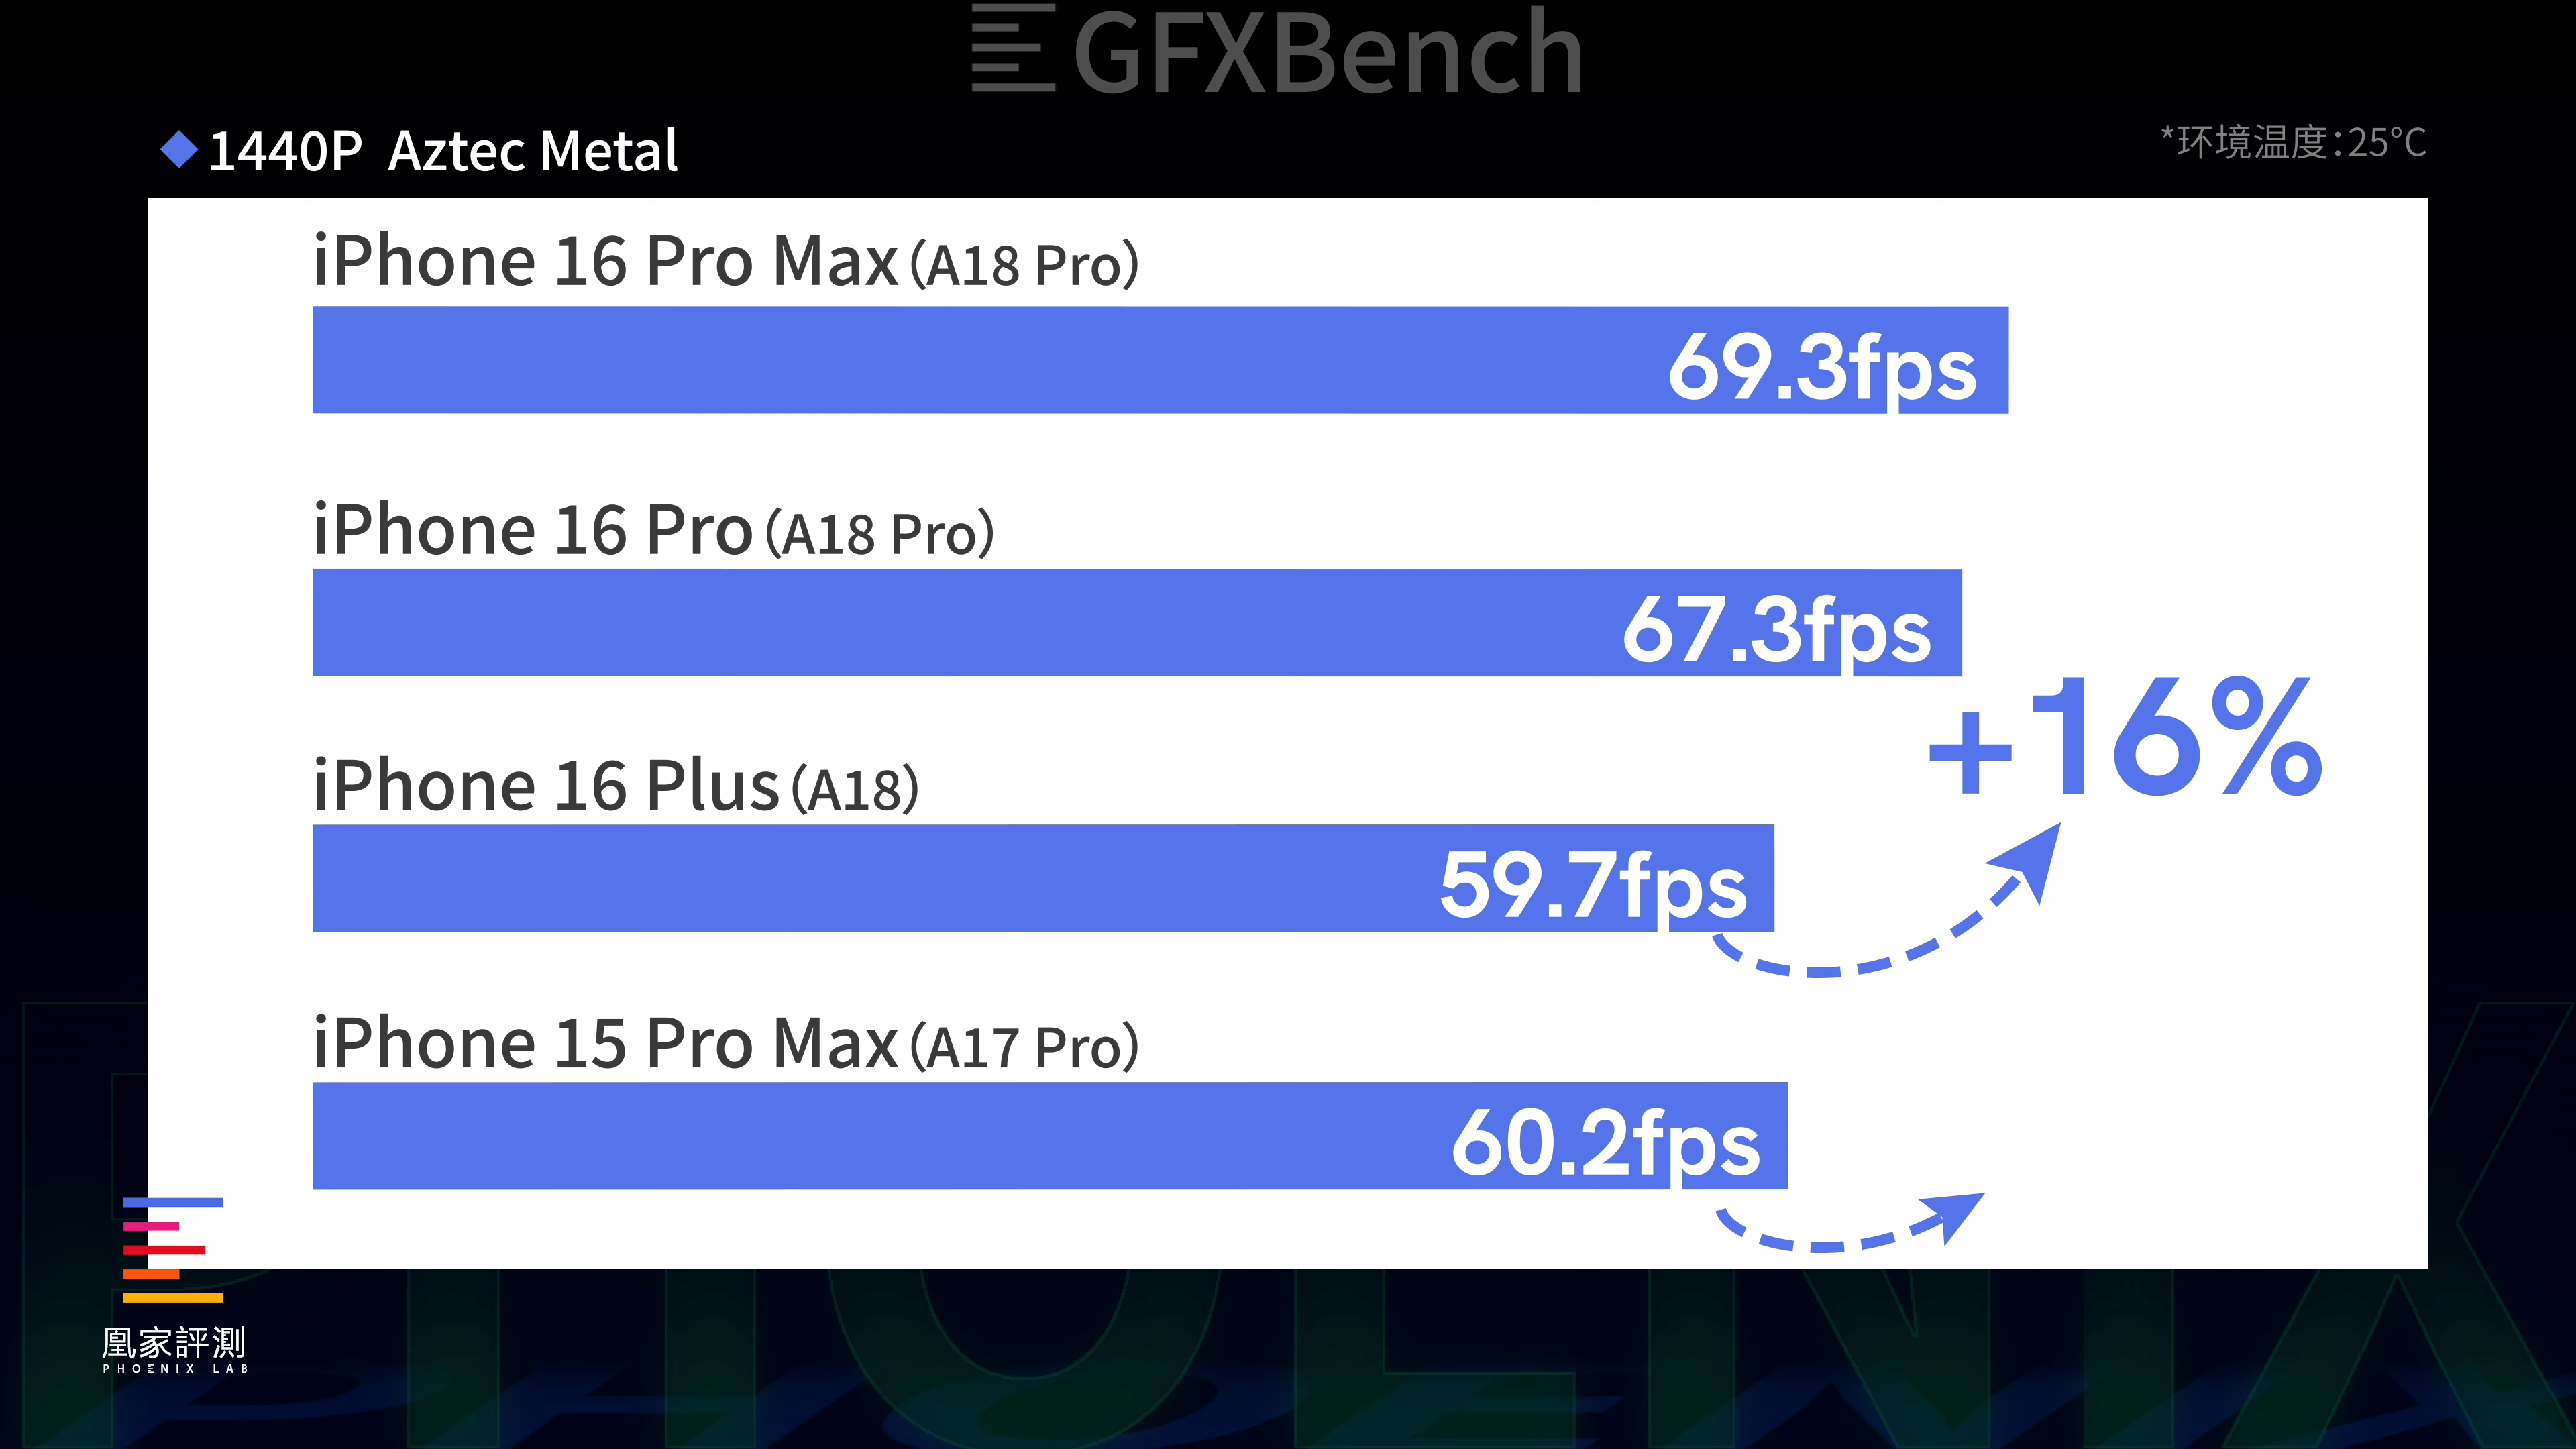 GFXBench
1440P Aztec Metal
*环境温度：25°C
iPhone 16 Pro Max（A18 Pro）
69.3fps
iPhone 16 Pro（A18 Pro）
67.3fps
+16%
iPhone 16 Plus（A18）
59.7fps
iPhone 15 Pro Max（A17 Pro）
60.2fps
凰家評測
PHOENIX LAB
PHOENIX